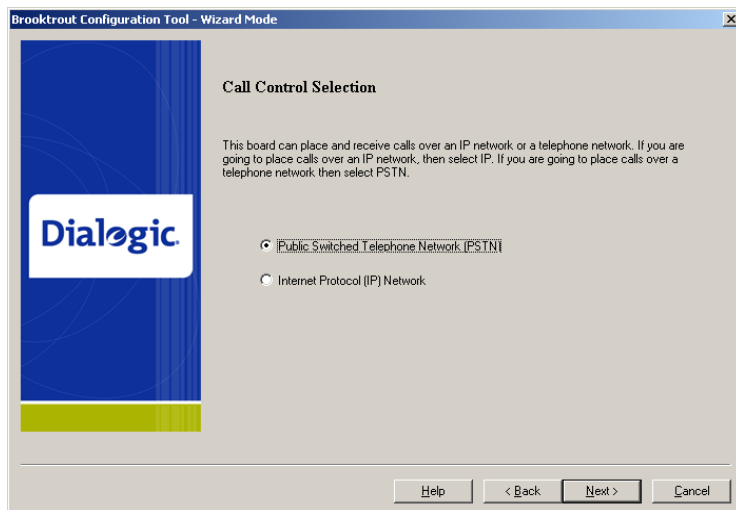 Brooktrout Configuration Tool - Wizard Mode
Call Control Selection
This board can place and receive calls over an IP network or a telephone network. If you are
going to place calls over an IP network, then select IP. If you are going to place calls over a
telephone network then select PSTN.
Dialogic.
Public Switched Telephone Network (PSTN)
Internet Protocol (IP) Network
Help
< Back
Next >
Cancel